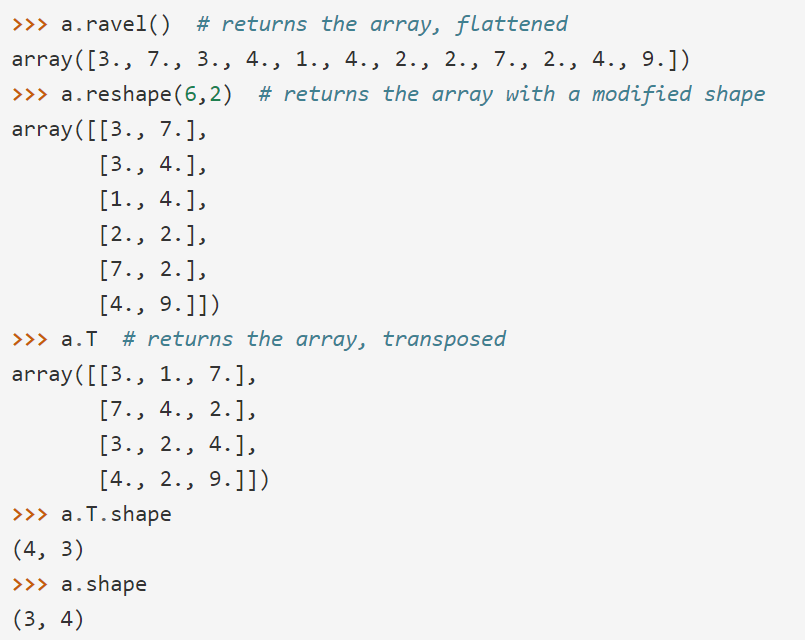 >>> a.ravel()  # returns the array, flattened
array([3., 7., 3., 4., 1., 4., 2., 2., 7., 2., 4., 9.])
>>> a.reshape(6,2)  # returns the array with a modified shape
array([[3., 7.],
       [3., 4.],
       [1., 4.],
       [2., 2.],
       [7., 2.],
       [4., 9.]])
>>> a.T  # returns the array, transposed
array([[3., 1., 7.],
       [7., 4., 2.],
       [3., 2., 4.],
       [4., 2., 9.]])
>>> a.T.shape
(4, 3)
>>> a.shape
(3, 4)